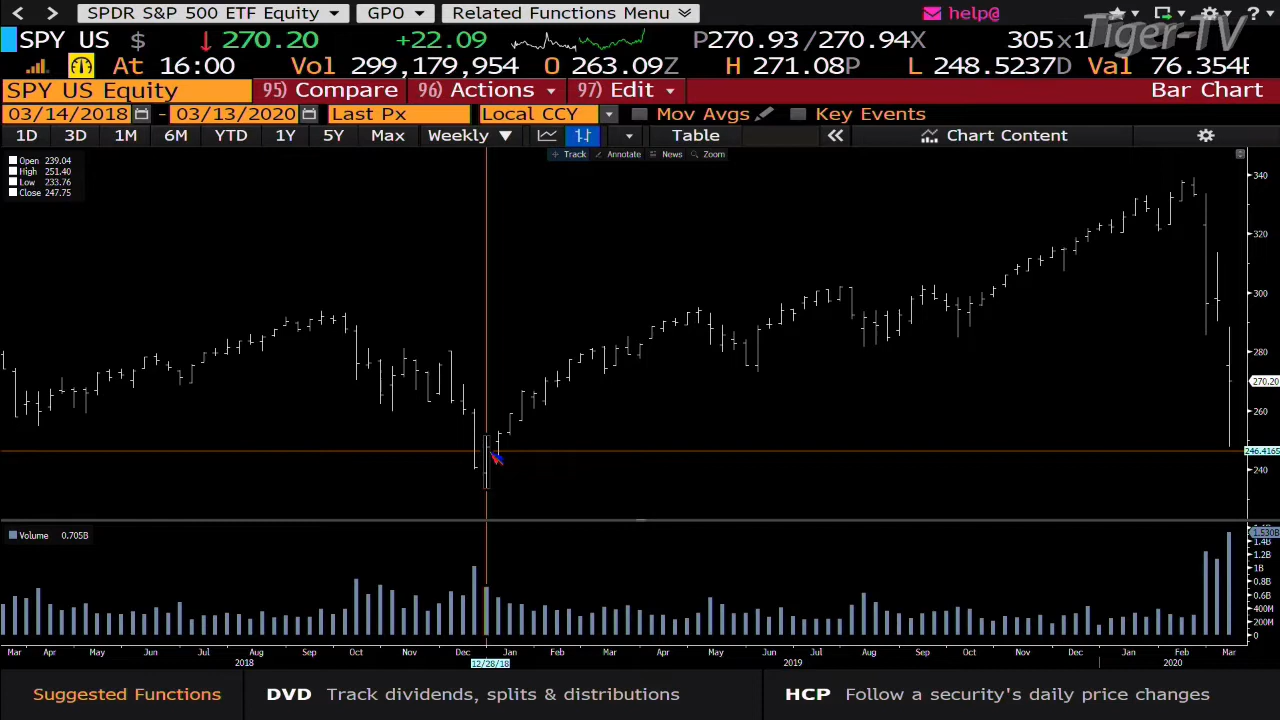 SPDR S&P 500 ETF Equity GPO Related Functions Menu help@ ?
SPY US $ 270.20 +22.09 P270.93/270.94X 305x1
Tiger-TV
At 16:00 Vol 299,179,954 O 263.09Z H 271.08P L 248.5237D Val 76.354
SPY US Equity 95) Compare 96) Actions 97) Edit Bar Chart
03/14/2018 - 03/13/2020 Last Px Local CCY Mov Avgs Key Events
1D 3D 1M 6M YTD 1Y 5Y Max Weekly Table Chart Content
Track Annotate News Zoom
Open 239.04
High 251.40
Low 233.76
Close 247.75
340
320
300
280
270.20
260
246.4165
240
Volume 0.705B
1.530B
1.4B
1.2B
1B
0.8B
0.6B
400M
200M
0
Mar Apr May Jun Jul Aug Sep Oct Nov Dec Jan Feb Mar Apr May Jun Jul Aug Sep Oct Nov Dec Jan Feb Mar
2018 12/28/18 2019 2020
Suggested Functions DVD Track dividends, splits & distributions HCP Follow a security's daily price changes